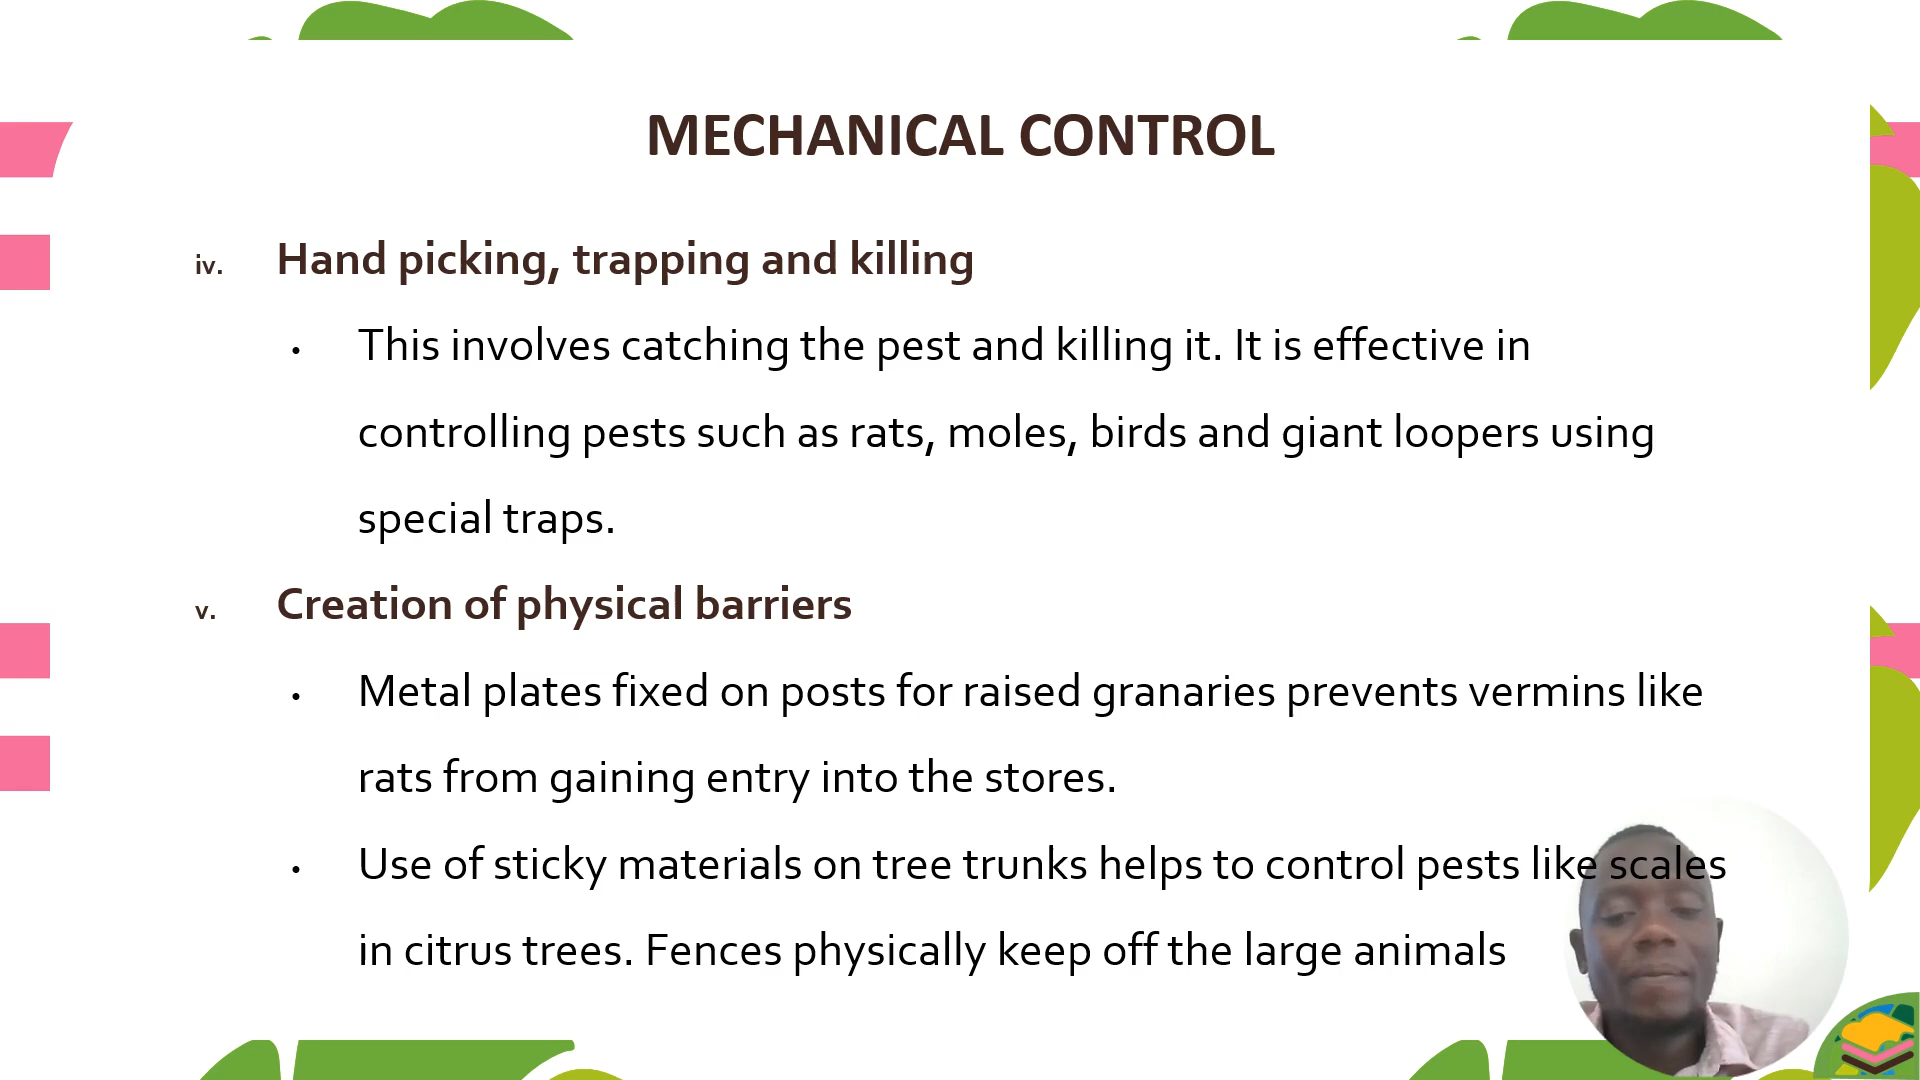 MECHANICAL CONTROL
iv. Hand picking, trapping and killing
• This involves catching the pest and killing it. It is effective in
controlling pests such as rats, moles, birds and giant loopers using
special traps.
v. Creation of physical barriers
• Metal plates fixed on posts for raised granaries prevents vermins like
rats from gaining entry into the stores.
• Use of sticky materials on tree trunks helps to control pests like scales
in citrus trees. Fences physically keep off the large animals